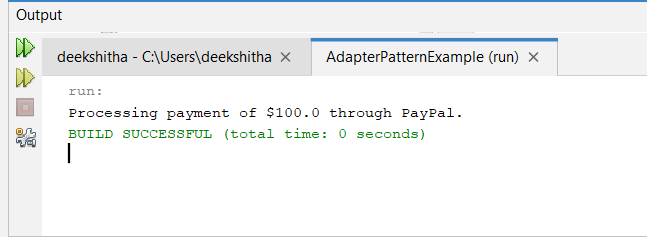 Output
deekshitha - C:\Users\deekshitha × AdapterPatternExample (run) ×
run:
Processing payment of $100.0 through PayPal.
BUILD SUCCESSFUL (total time: 0 seconds)